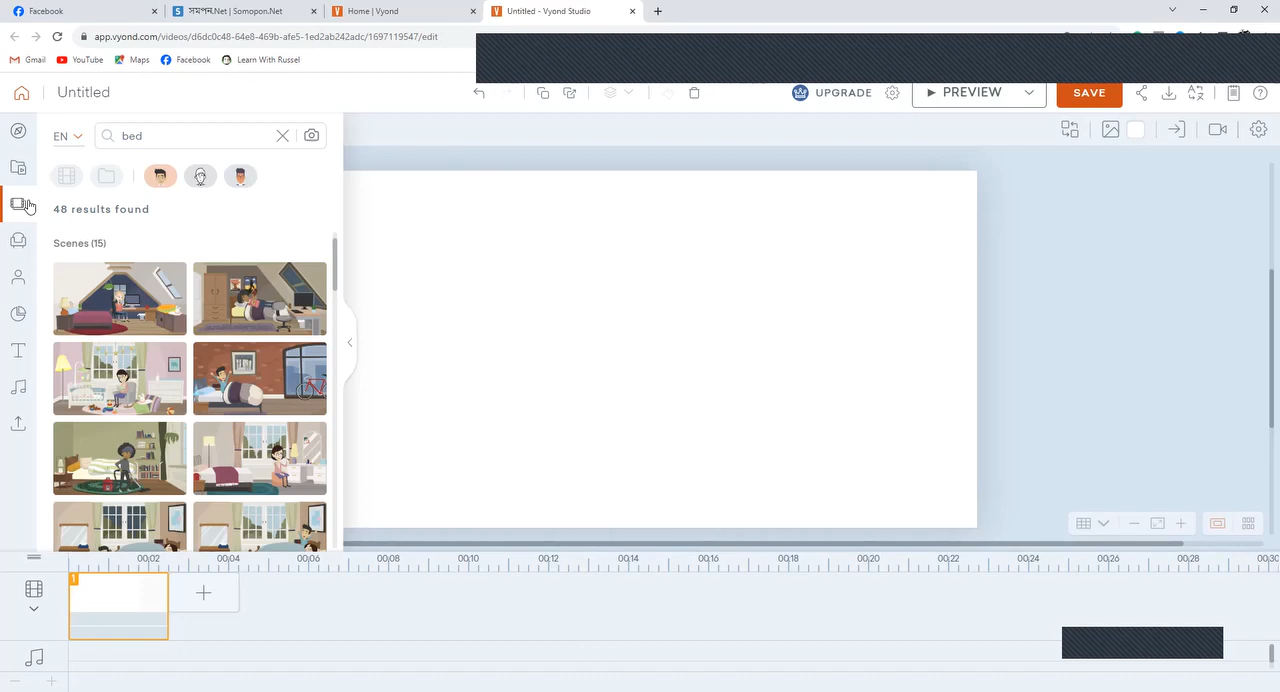 Facebook
সমপন.Net | Somopon.Net
Home | Vyond
Untitled - Vyond Studio
app.vyond.com/videos/d6dc0c48-64e8-469b-afe5-1ed2ab242adc/1697119547/edit
Gmail
YouTube
Maps
Facebook
Learn With Russel
Untitled
UPGRADE
PREVIEW
SAVE
EN
bed
48 results found
Scenes (15)
00:02
00:04
00:06
00:08
00:10
00:12
00:14
00:16
00:18
00:20
00:22
00:24
00:26
00:28
00:30
1